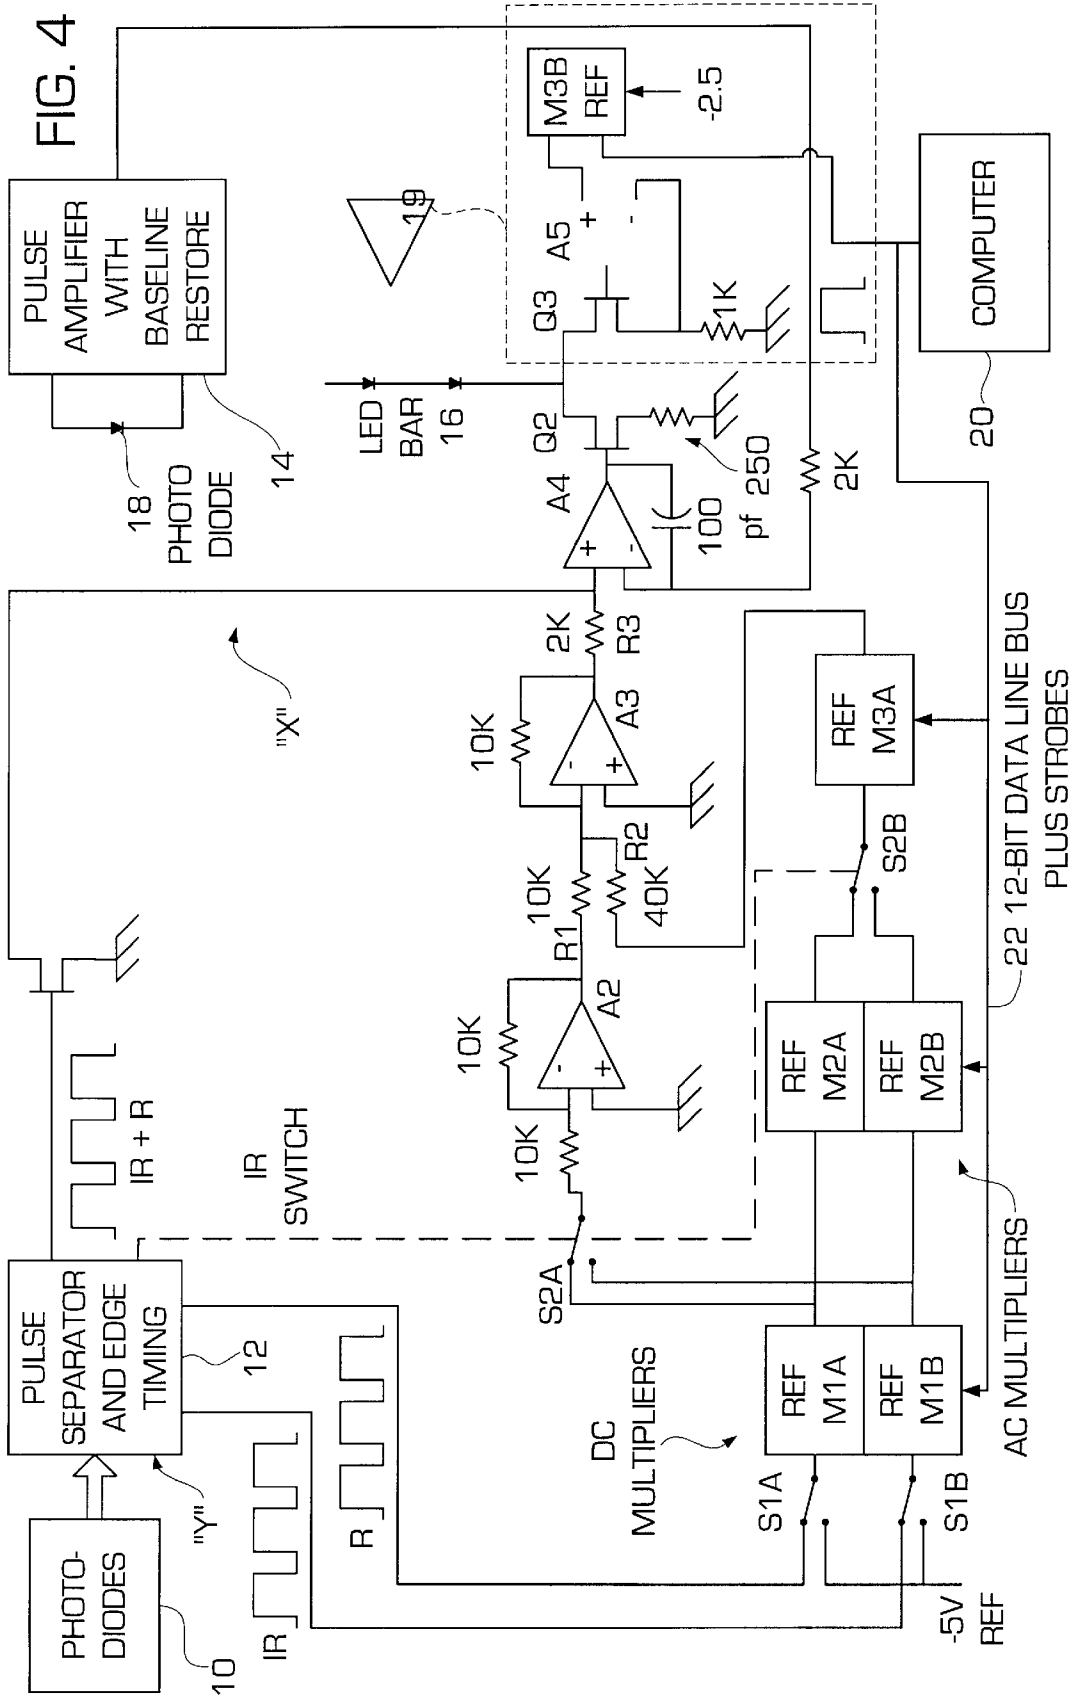 FIG. 4
PHOTO-
DIODES
10
"Y"
PULSE
SEPARATOR
AND EDGE
TIMING
12
IR
R
IR + R
IR
SWITCH
"X"
18
PHOTO
DIODE
PULSE
AMPLIFIER
WITH
BASELINE
RESTORE
14
LED
BAR
16
19
S2A
10K
10K
-
+
A2
R1
10K
R2
40K
10K
-
+
A3
2K
R3
A4
+
-
100
pf
250
Q2
Q3
A5
+
-
1K
M3B
REF
-2.5
2K
DC
MULTIPLIERS
S1A
S1B
-5V
REF
REF
M1A
REF
M1B
AC MULTIPLIERS
REF
M2A
REF
M2B
S2B
REF
M3A
22 12-BIT DATA LINE BUS
PLUS STROBES
20
COMPUTER